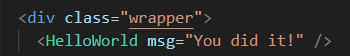 <div class="wrapper">
<HelloWorld msg="You did it!" />